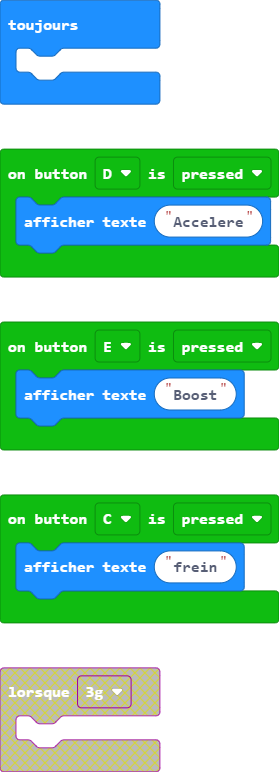 toujours
on button D is pressed
afficher texte "Accelere"
on button E is pressed
afficher texte "Boost"
on button C is pressed
afficher texte "frein"
lorsque 3g